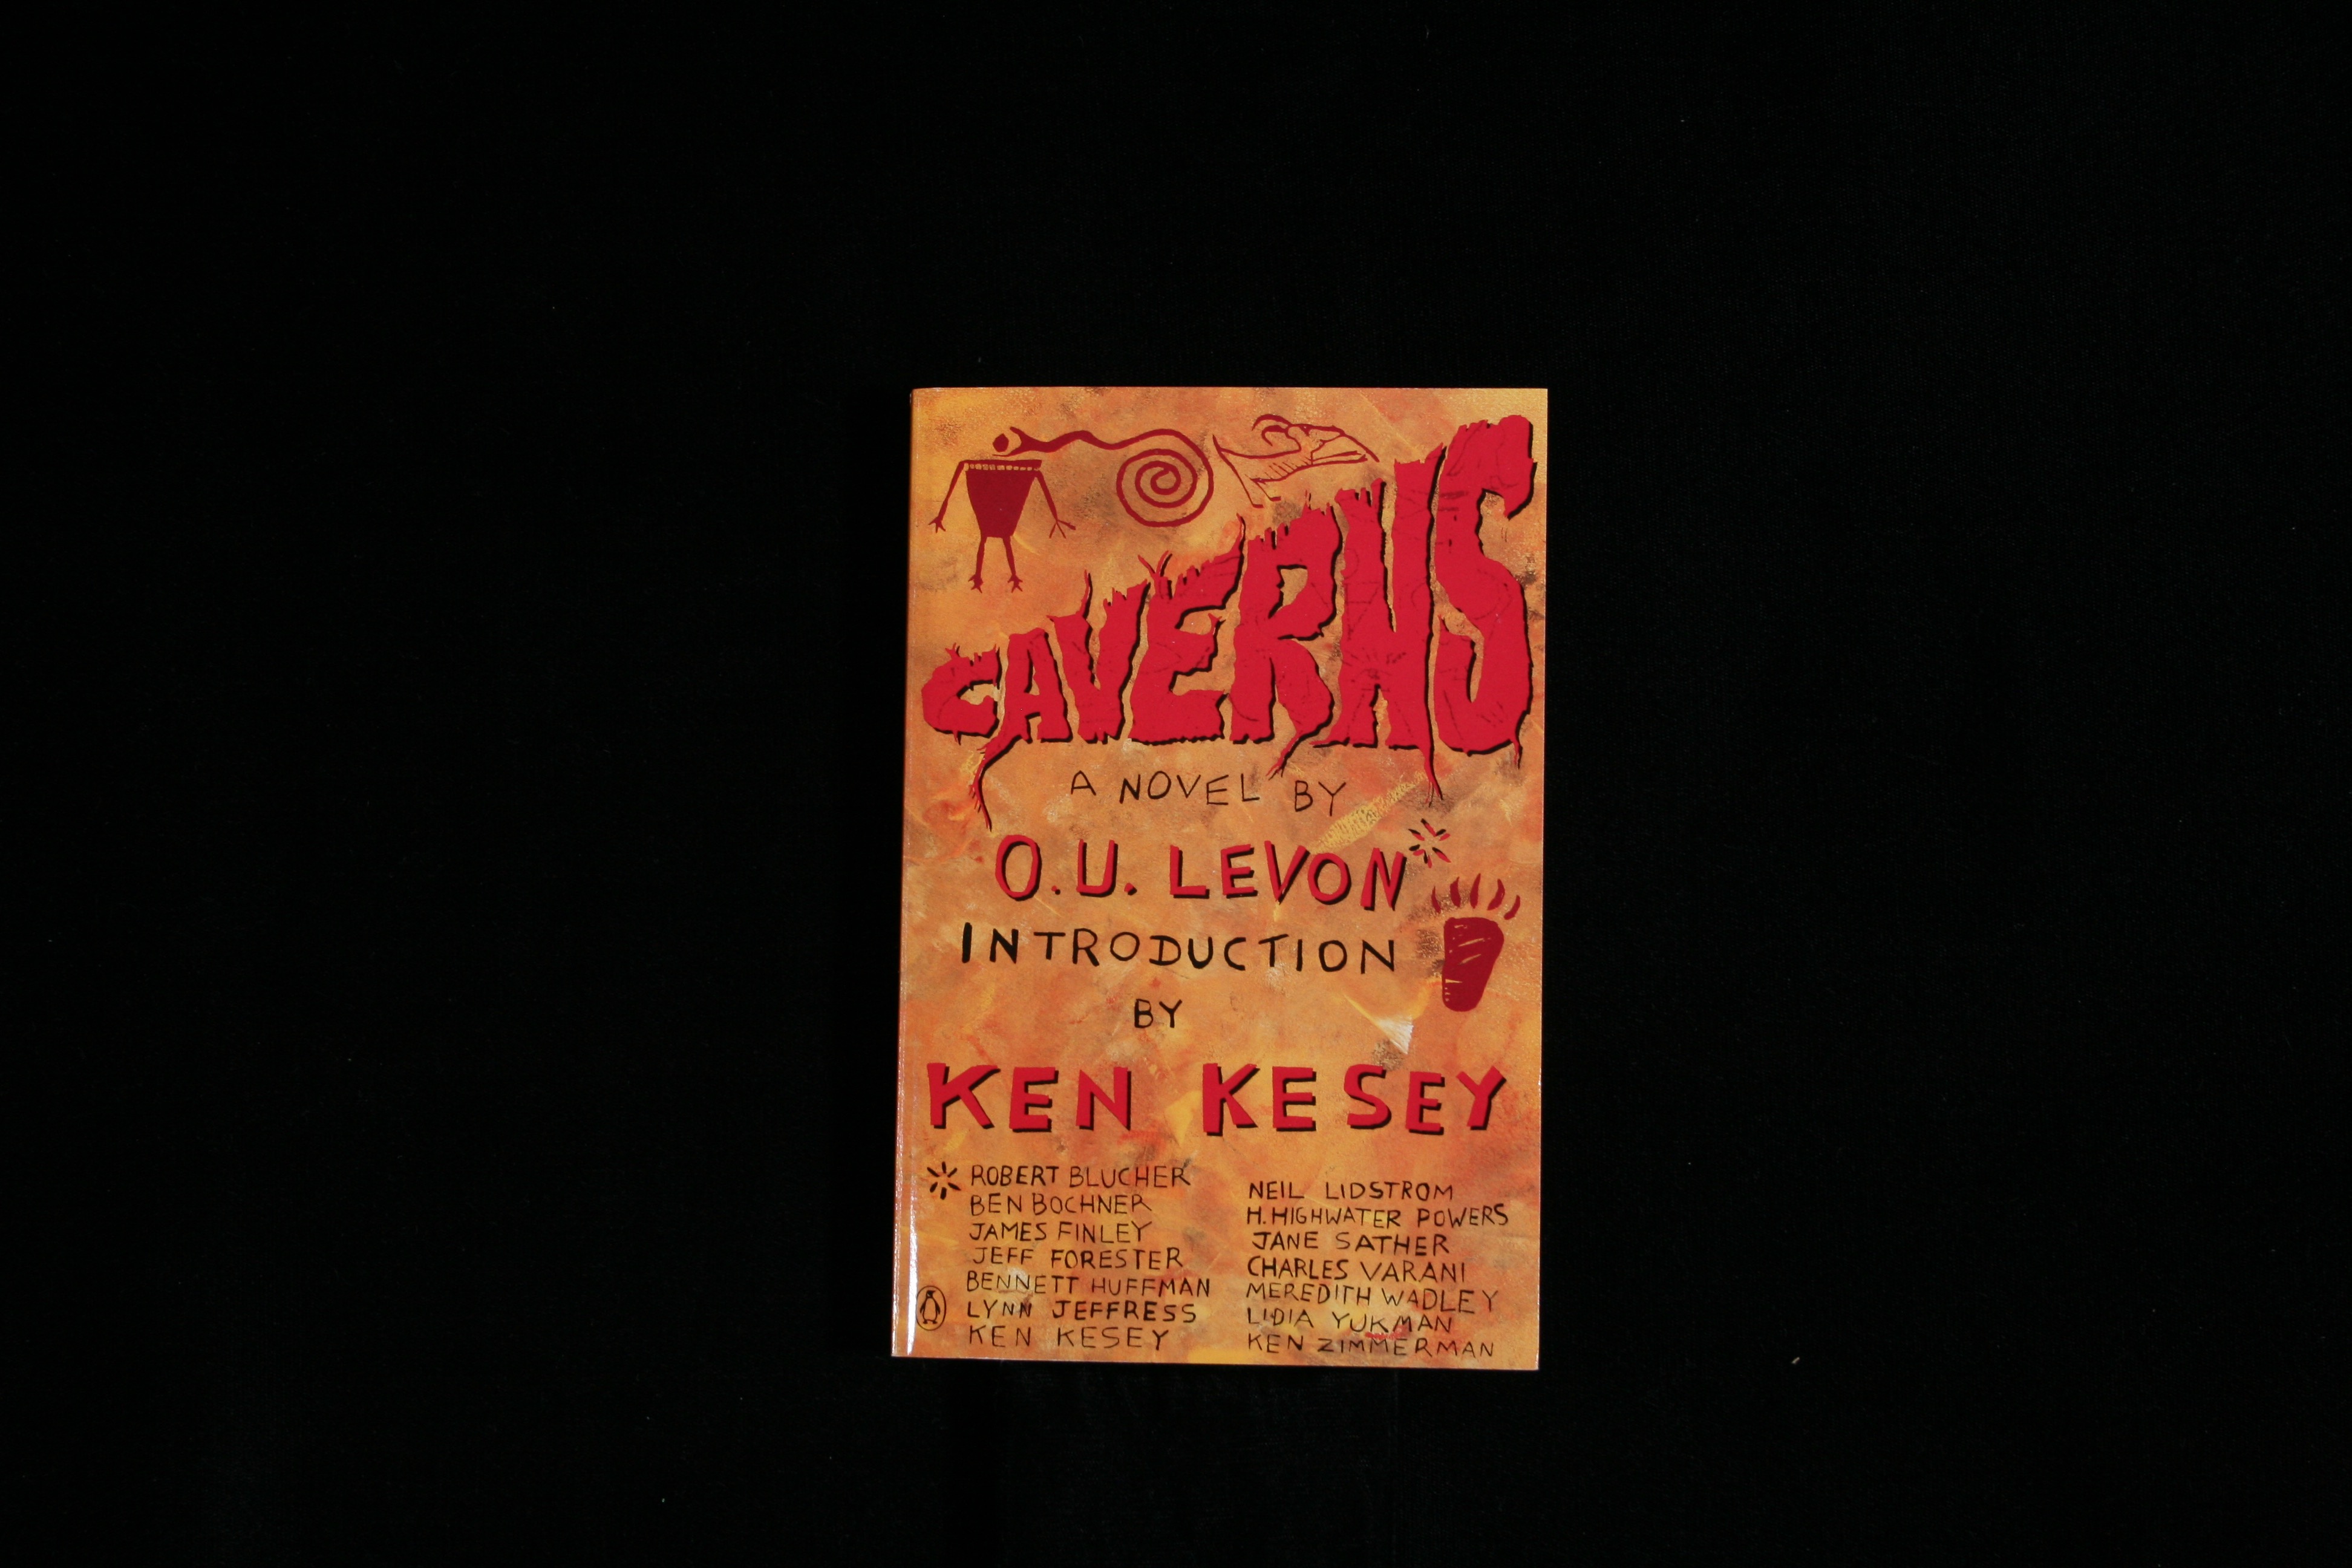 CAVERNS
A NOVEL BY
O.U. LEVON*
INTRODUCTION
BY
KEN KESEY
* ROBERT BLUCHER
BEN BOCHNER
JAMES FINLEY
JEFF FORESTER
BENNETT HUFFMAN
LYNN JEFFRESS
KEN KESEY
NEIL LIDSTROM
H. HIGHWATER POWERS
JANE SATHER
CHARLES VARANI
MEREDITH WADLEY
LIDIA YUKMAN
KEN ZIMMERMAN